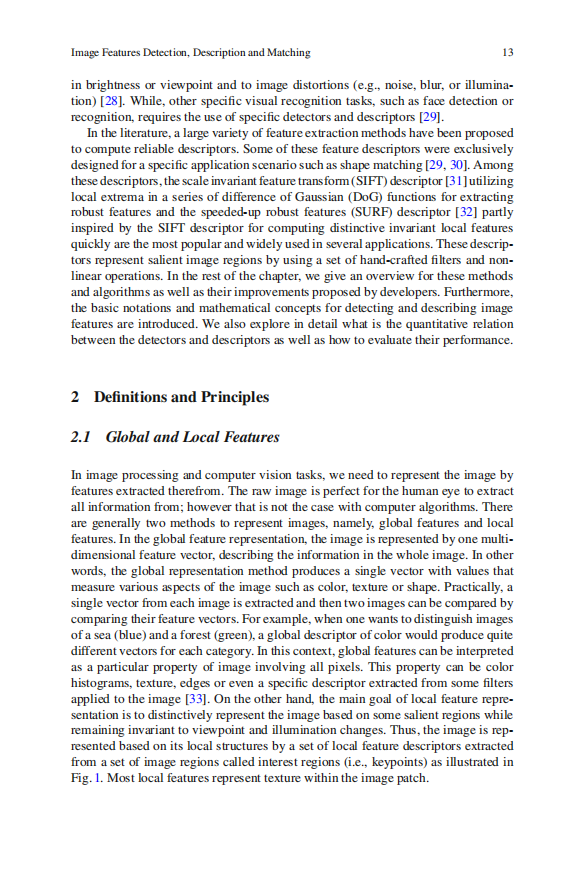 Image Features Detection, Description and Matching 13
in brightness or viewpoint and to image distortions (e.g., noise, blur, or illumina-
tion) [28]. While, other specific visual recognition tasks, such as face detection or
recognition, requires the use of specific detectors and descriptors [29].
In the literature, a large variety of feature extraction methods have been proposed
to compute reliable descriptors. Some of these feature descriptors were exclusively
designed for a specific application scenario such as shape matching [29, 30]. Among
these descriptors, the scale invariant feature transform (SIFT) descriptor [31] utilizing
local extrema in a series of difference of Gaussian (DoG) functions for extracting
robust features and the speeded-up robust features (SURF) descriptor [32] partly
inspired by the SIFT descriptor for computing distinctive invariant local features
quickly are the most popular and widely used in several applications. These descrip-
tors represent salient image regions by using a set of hand-crafted filters and non-
linear operations. In the rest of the chapter, we give an overview for these methods
and algorithms as well as their improvements proposed by developers. Furthermore,
the basic notations and mathematical concepts for detecting and describing image
features are introduced. We also explore in detail what is the quantitative relation
between the detectors and descriptors as well as how to evaluate their performance.
2 Definitions and Principles
2.1 Global and Local Features
In image processing and computer vision tasks, we need to represent the image by
features extracted therefrom. The raw image is perfect for the human eye to extract
all information from; however that is not the case with computer algorithms. There
are generally two methods to represent images, namely, global features and local
features. In the global feature representation, the image is represented by one multi-
dimensional feature vector, describing the information in the whole image. In other
words, the global representation method produces a single vector with values that
measure various aspects of the image such as color, texture or shape. Practically, a
single vector from each image is extracted and then two images can be compared by
comparing their feature vectors. For example, when one wants to distinguish images
of a sea (blue) and a forest (green), a global descriptor of color would produce quite
different vectors for each category. In this context, global features can be interpreted
as a particular property of image involving all pixels. This property can be color
histograms, texture, edges or even a specific descriptor extracted from some filters
applied to the image [33]. On the other hand, the main goal of local feature repre-
sentation is to distinctively represent the image based on some salient regions while
remaining invariant to viewpoint and illumination changes. Thus, the image is rep-
resented based on its local structures by a set of local feature descriptors extracted
from a set of image regions called interest regions (i.e., keypoints) as illustrated in
Fig. 1. Most local features represent texture within the image patch.